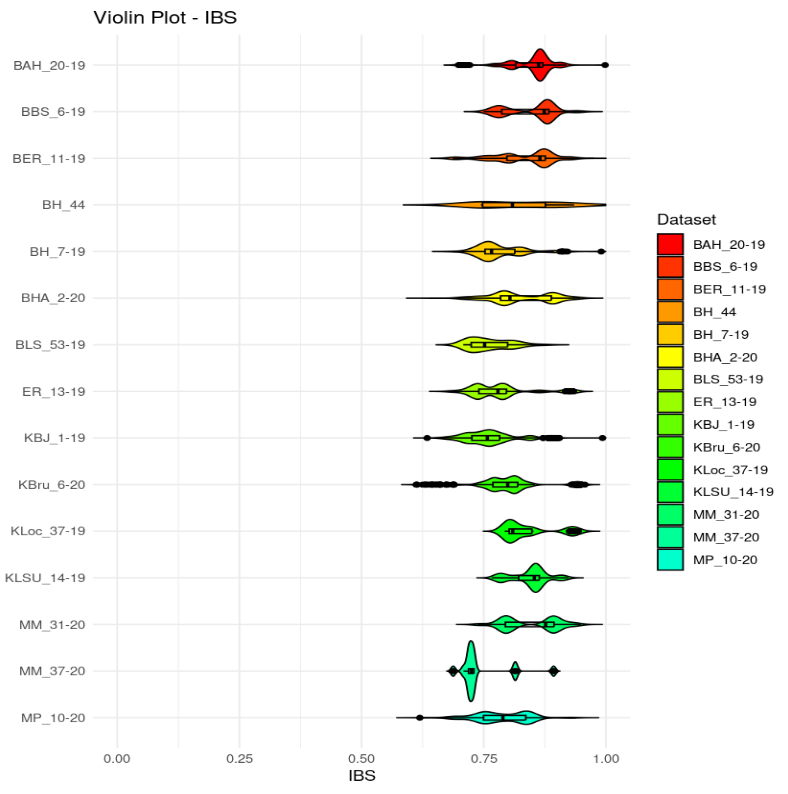 Violin Plot - IBS
BAH_20-19
BBS_6-19
BER_11-19
BH_44
BH_7-19
BHA_2-20
BLS_53-19
ER_13-19
KBJ_1-19
KBru_6-20
KLoc_37-19
KLSU_14-19
MM_31-20
MM_37-20
MP_10-20
0.00 0.25 0.50 0.75 1.00
IBS
Dataset
BAH_20-19
BBS_6-19
BER_11-19
BH_44
BH_7-19
BHA_2-20
BLS_53-19
ER_13-19
KBJ_1-19
KBru_6-20
KLoc_37-19
KLSU_14-19
MM_31-20
MM_37-20
MP_10-20